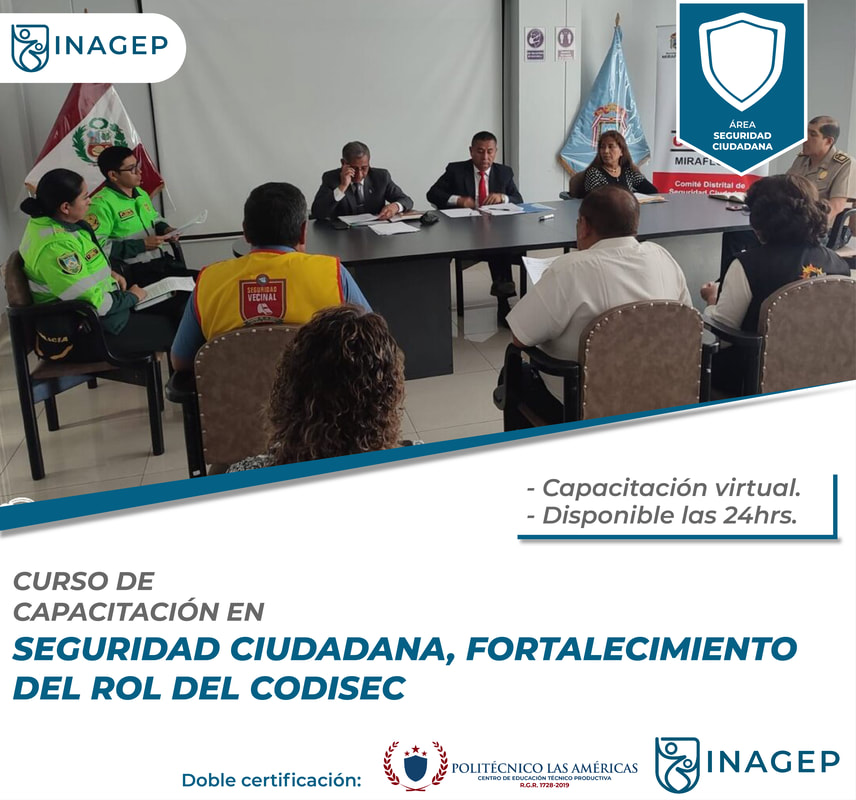 INAGEP
ÁREA
SEGURIDAD
CIUDADANA
MIRAFL
Comité Distrital de
SEGURIDAD
VECINAL
- Capacitación virtual.
- Disponible las 24hrs.
CURSO DE
CAPACITACIÓN EN
SEGURIDAD CIUDADANA, FORTALECIMIENTO
DEL ROL DEL CODISEC
Doble certificación:
POLITÉCNICO LAS AMÉRICAS
CENTRO DE EDUCACIÓN TÉCNICO PRODUCTIVA
R.G.R. 1728-2019
INAGEP